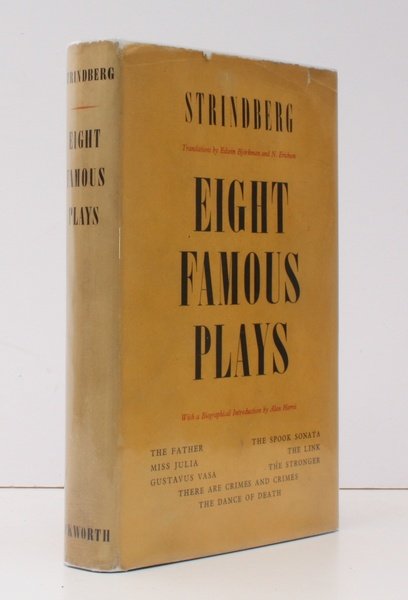 STRINDBERG
EIGHT
FAMOUS
PLAYS
CKWORTH
STRINDBERG
Translations by Edwin Bjorkman and N. Erichsen
EIGHT
FAMOUS
PLAYS
With a Biographical Introduction by Alan Harris
THE FATHER THE SPOOK SONATA
MISS JULIA THE LINK
GUSTAVUS VASA THE STRONGER
THERE ARE CRIMES AND CRIMES
THE DANCE OF DEATH